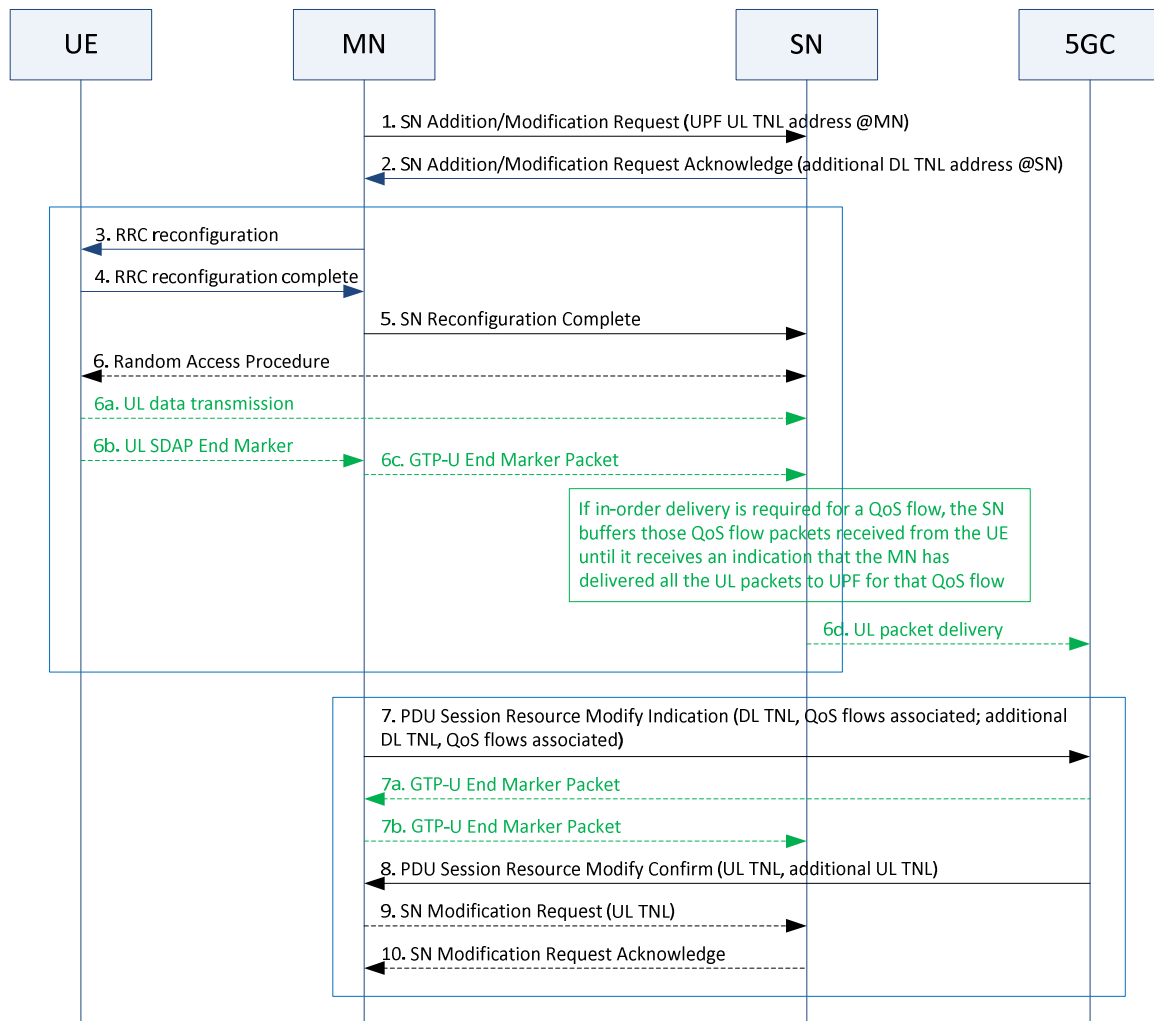 UE
MN
SN
5GC
1. SN Addition/Modification Request (UPF UL TNL address @MN)
2. SN Addition/Modification Request Acknowledge (additional DL TNL address @SN)
3. RRC reconfiguration
4. RRC reconfiguration complete
5. SN Reconfiguration Complete
6. Random Access Procedure
6a. UL data transmission
6b. UL SDAP End Marker
6c. GTP-U End Marker Packet
If in-order delivery is required for a QoS flow, the SN
buffers those QoS flow packets received from the UE
until it receives an indication that the MN has
delivered all the UL packets to UPF for that QoS flow
6d. UL packet delivery
7. PDU Session Resource Modify Indication (DL TNL, QoS flows associated; additional
DL TNL, QoS flows associated)
7a. GTP-U End Marker Packet
7b. GTP-U End Marker Packet
8. PDU Session Resource Modify Confirm (UL TNL, additional UL TNL)
9. SN Modification Request (UL TNL)
10. SN Modification Request Acknowledge